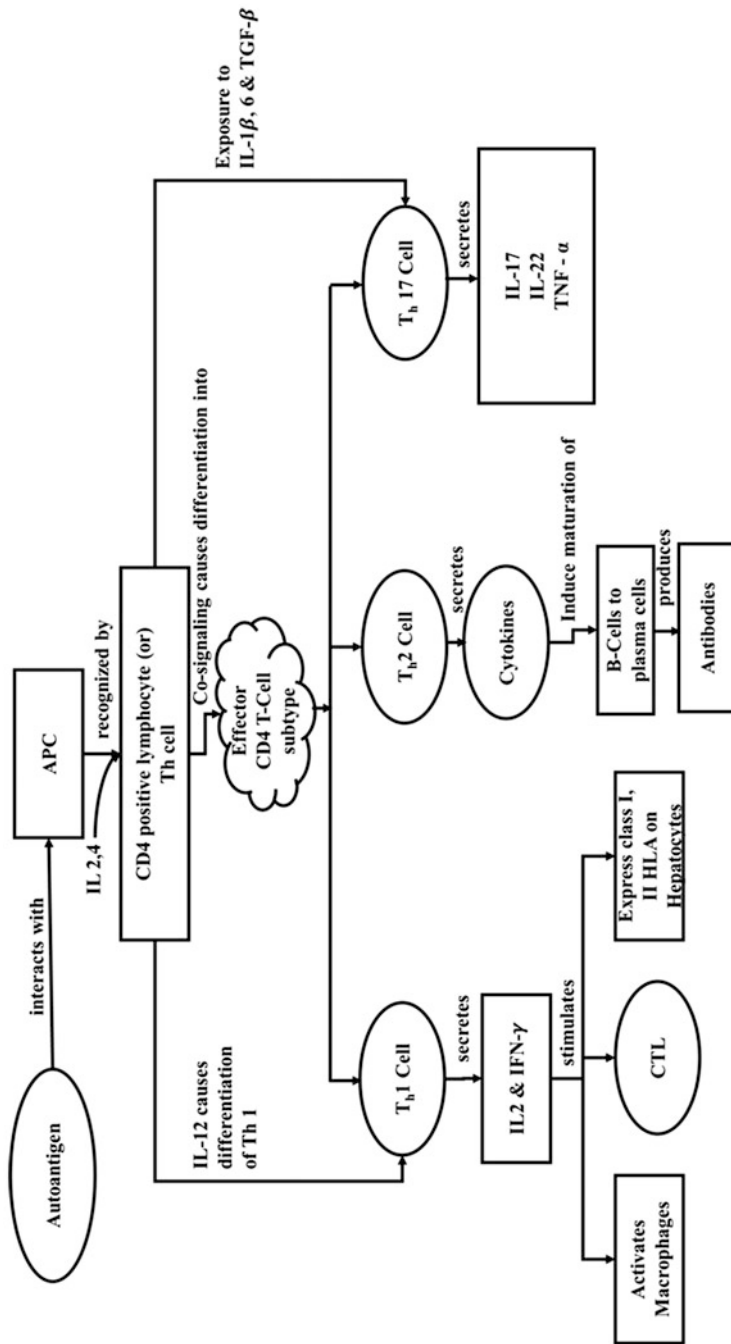 Autoantigen
interacts with
APC
recognized by
IL 2,4
CD4 positive lymphocyte (or)
Th cell
IL-12 causes
differentiation
of Th 1
Co-signaling causes differentiation into
Exposure to
IL-1β, 6 & TGF-β
Effector
CD4 T-Cell
subtype
Th1 Cell
Th2 Cell
Th 17 Cell
secretes
secretes
secretes
IL2 & IFN-γ
Cytokines
IL-17
IL-22
TNF - α
stimulates
Induce maturation of
Activates
Macrophages
CTL
Express class I,
II HLA on
Hepatocytes
B-Cells to
plasma cells
produces
Antibodies